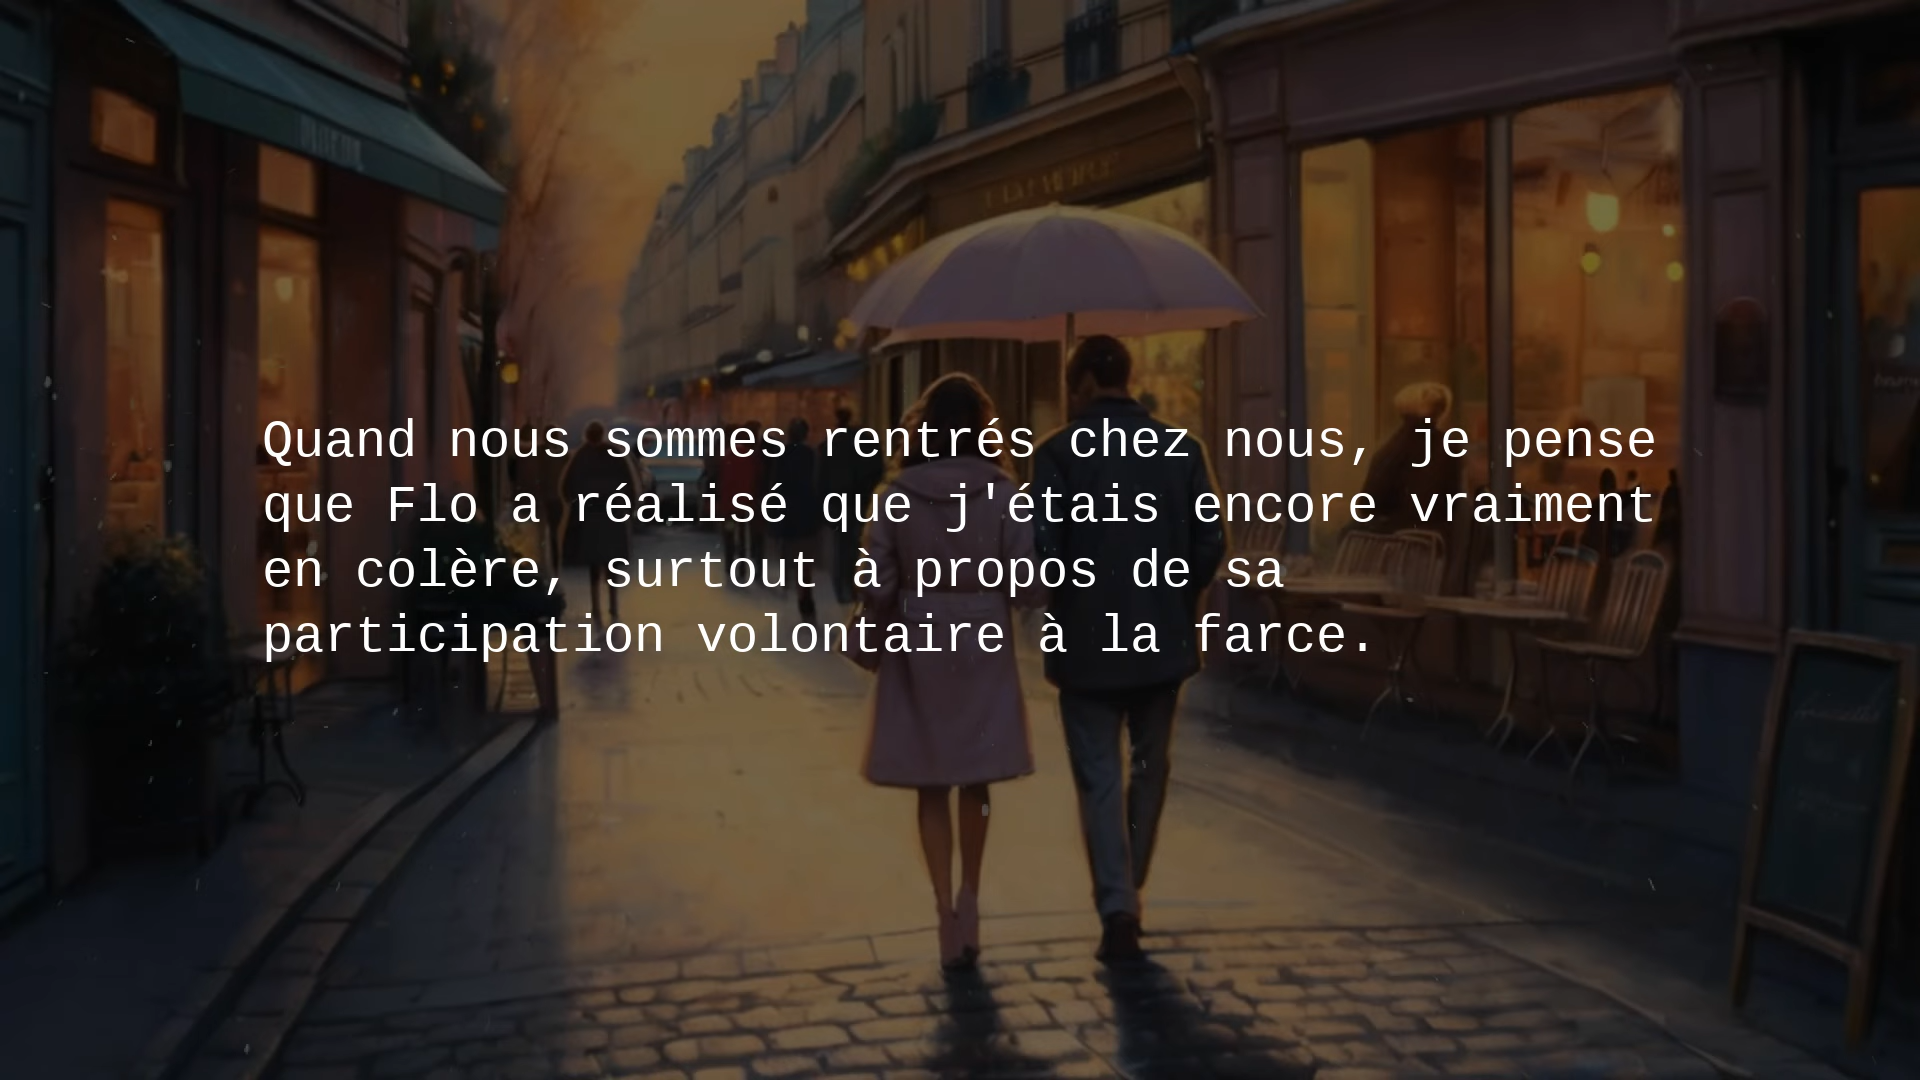 Quand nous sommes rentrés chez nous, je pense
que Flo a réalisé que j'étais encore vraiment
en colère, surtout à propos de sa
participation volontaire à la farce.